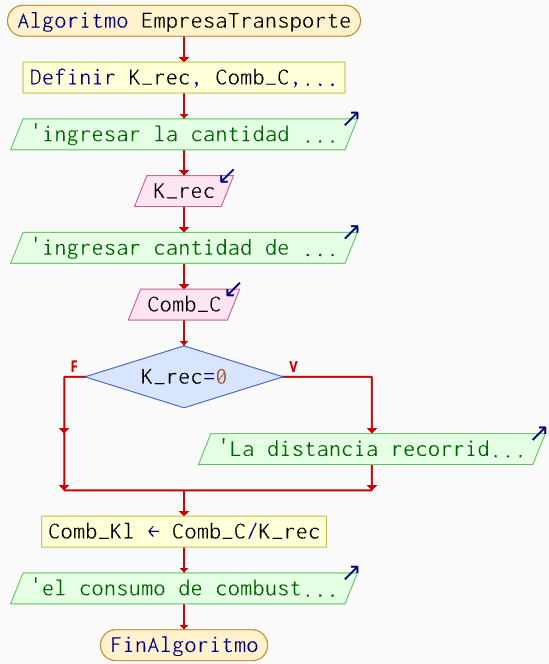 Algoritmo EmpresaTransporte
Definir K_rec, Comb_C,...
'ingresar la cantidad ...
K_rec
'ingresar cantidad de ...
Comb_C
F
V
K_rec=0
'La distancia recorrid...
Comb_Kl ← Comb_C/K_rec
'el consumo de combust...
FinAlgoritmo